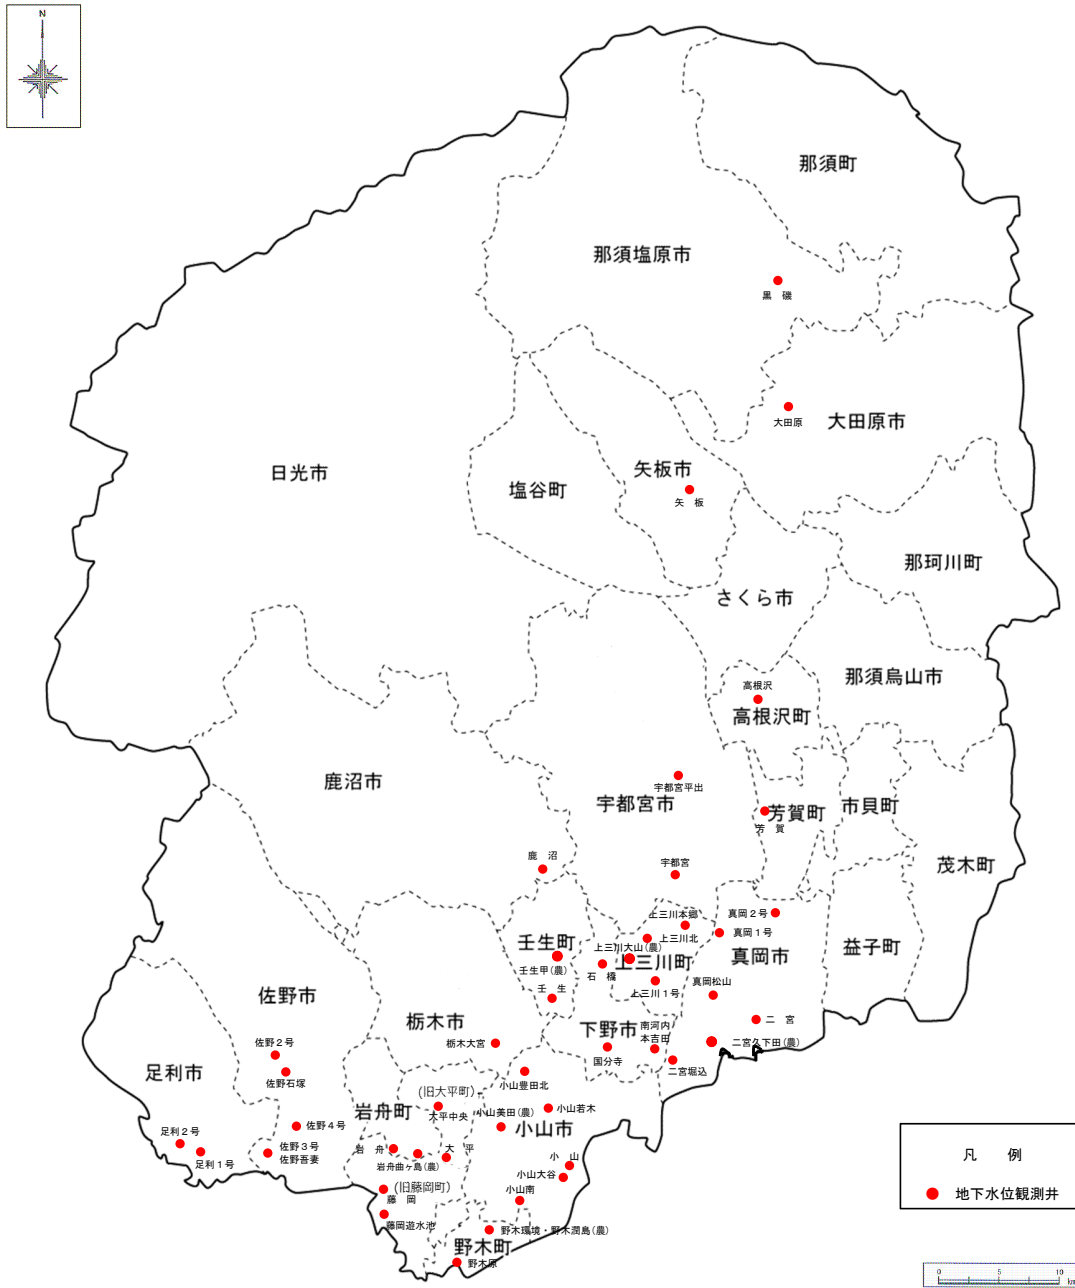 N
那須町
那須塩原市
黒　磯
大田原
大田原市
日光市
矢板市
塩谷町
矢　板
那珂川町
さくら市
那須烏山市
高根沢
高根沢町
鹿沼市
宇都宮平出
宇都宮市
芳賀町
芳　賀
市貝町
茂木町
鹿　沼
宇都宮
上三川本郷
真岡２号
真岡１号
上三川北
壬生町
上三川大山(農)
上三川町
真岡市
益子町
壬生甲(農)
石　橋
壬　生
上三川１号
真岡松山
佐野市
栃木市
下野市
南河内
本吉田
二　宮
栃木大宮
国分寺
二宮久下田(農)
二宮堀込
佐野２号
佐野石塚
足利市
小山豊田北
(旧大平町)
岩舟町
大平中央
小山美田(農)
小山若木
小山市
佐野４号
足利２号
足利１号
佐野３号
佐野吾妻
岩　舟
岩舟曲ヶ島(農)
大　平
小　山
小山大谷
(旧藤岡町)
藤　岡
小山南
藤岡遊水池
野木環境・野木潤島(農)
野木町
野木原
凡　例
地下水位観測井
0
5
10
km